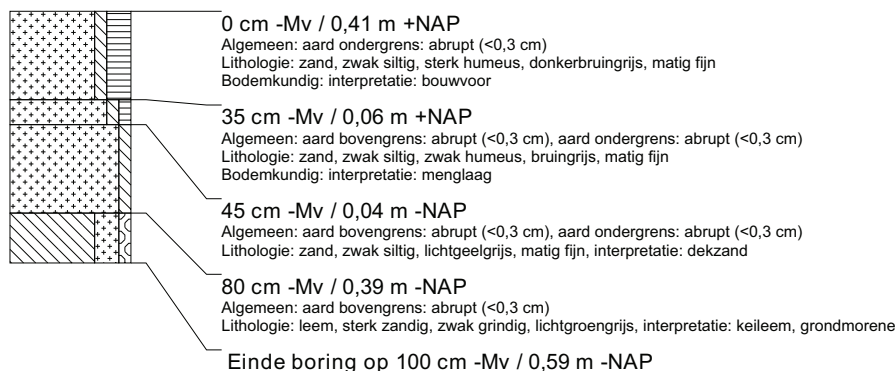 0 cm -Mv / 0,41 m +NAP
Algemeen: aard ondergrens: abrupt (<0,3 cm)
Lithologie: zand, zwak siltig, sterk humeus, donkerbruingrijs, matig fijn
Bodemkundig: interpretatie: bouwvoor
35 cm -Mv / 0,06 m +NAP
Algemeen: aard bovengrens: abrupt (<0,3 cm), aard ondergrens: abrupt (<0,3 cm)
Lithologie: zand, zwak siltig, zwak humeus, bruingrijs, matig fijn
Bodemkundig: interpretatie: menglaag
45 cm -Mv / 0,04 m -NAP
Algemeen: aard bovengrens: abrupt (<0,3 cm), aard ondergrens: abrupt (<0,3 cm)
Lithologie: zand, zwak siltig, lichtgeelgrijs, matig fijn, interpretatie: dekzand
80 cm -Mv / 0,39 m -NAP
Algemeen: aard bovengrens: abrupt (<0,3 cm)
Lithologie: leem, sterk zandig, zwak grindig, lichtgroengrijs, interpretatie: keileem, grondmorene
Einde boring op 100 cm -Mv / 0,59 m -NAP